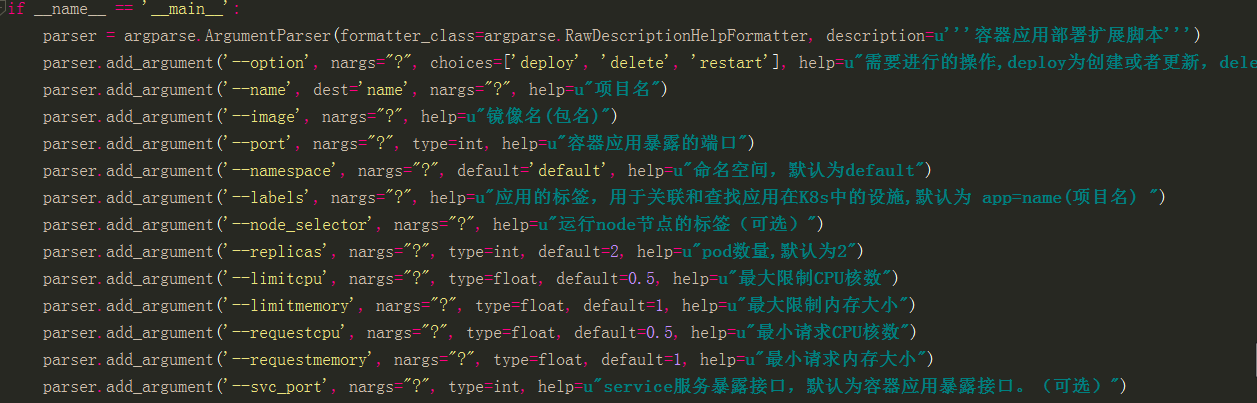 if __name__ == '__main__':
parser = argparse.ArgumentParser(formatter_class=argparse.RawDescriptionHelpFormatter, description=u'''容器应用部署扩展脚本''')
parser.add_argument('--option', nargs="?", choices=['deploy', 'delete', 'restart'], help=u"需要进行的操作,deploy为创建或者更新，dele
parser.add_argument('--name', dest='name', nargs="?", help=u"项目名")
parser.add_argument('--image', nargs="?", help=u"镜像名(包名)")
parser.add_argument('--port', nargs="?", type=int, help=u"容器应用暴露的端口")
parser.add_argument('--namespace', nargs="?", default='default', help=u"命名空间，默认为default")
parser.add_argument('--labels', nargs="?", help=u"应用的标签，用于关联和查找应用在K8s中的设施,默认为 app=name(项目名) ")
parser.add_argument('--node_selector', nargs="?", help=u"运行node节点的标签（可选）")
parser.add_argument('--replicas', nargs="?", type=int, default=2, help=u"pod数量,默认为2")
parser.add_argument('--limitcpu', nargs="?", type=float, default=0.5, help=u"最大限制CPU核数")
parser.add_argument('--limitmemory', nargs="?", type=float, default=1, help=u"最大限制内存大小")
parser.add_argument('--requestcpu', nargs="?", type=float, default=0.5, help=u"最小请求CPU核数")
parser.add_argument('--requestmemory', nargs="?", type=float, default=1, help=u"最小请求内存大小")
parser.add_argument('--svc_port', nargs="?", type=int, help=u"service服务暴露接口，默认为容器应用暴露接口。（可选）")